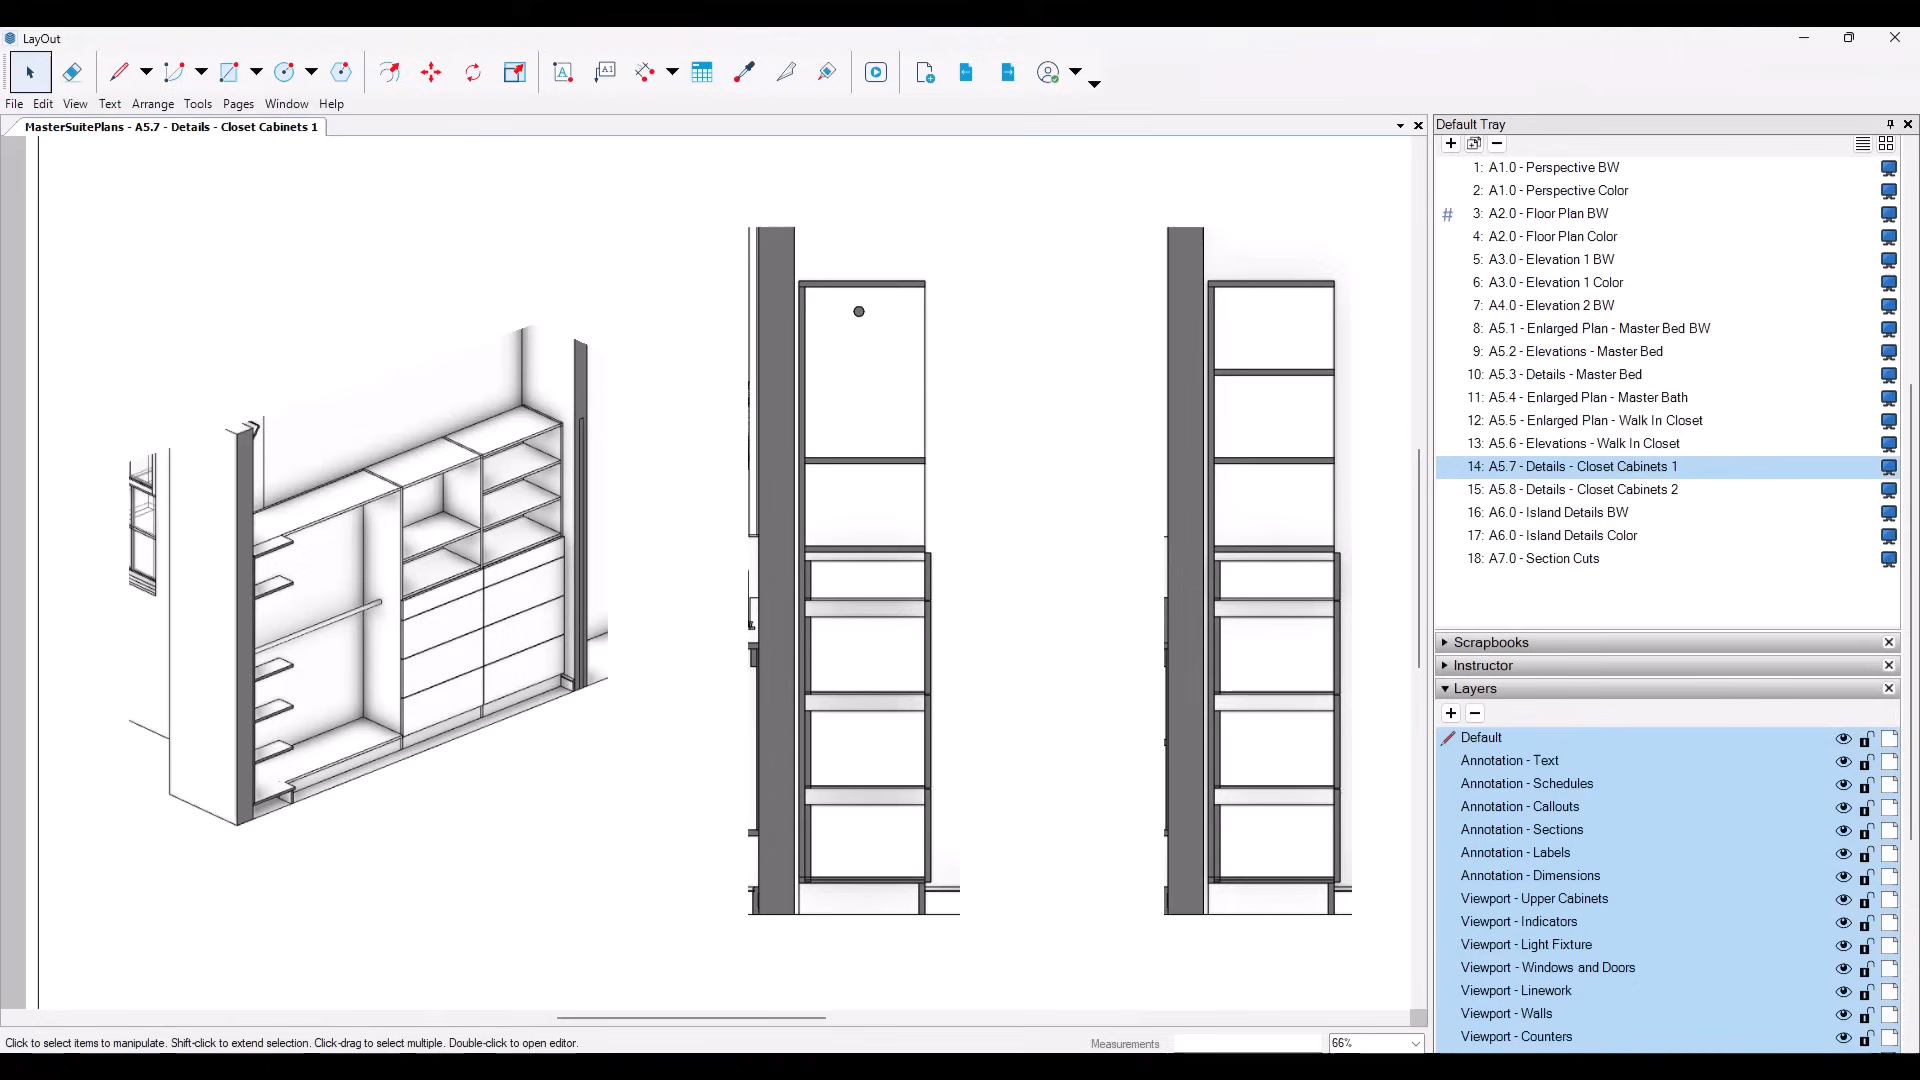 LayOut
A
A1
File Edit View Text Arrange Tools Pages Window Help
MasterSuitePlans - A5.7 - Details - Closet Cabinets 1
Default Tray
1: A1.0 - Perspective BW
2: A1.0 - Perspective Color
# 3: A2.0 - Floor Plan BW
4: A2.0 - Floor Plan Color
5: A3.0 - Elevation 1 BW
6: A3.0 - Elevation 1 Color
7: A4.0 - Elevation 2 BW
8: A5.1 - Enlarged Plan - Master Bed BW
9: A5.2 - Elevations - Master Bed
10: A5.3 - Details - Master Bed
11: A5.4 - Enlarged Plan - Master Bath
12: A5.5 - Enlarged Plan - Walk In Closet
13: A5.6 - Elevations - Walk In Closet
14: A5.7 - Details - Closet Cabinets 1
15: A5.8 - Details - Closet Cabinets 2
16: A6.0 - Island Details BW
17: A6.0 - Island Details Color
18: A7.0 - Section Cuts
Scrapbooks
Instructor
Layers
Default
Annotation - Text
Annotation - Schedules
Annotation - Callouts
Annotation - Sections
Annotation - Labels
Annotation - Dimensions
Viewport - Upper Cabinets
Viewport - Indicators
Viewport - Light Fixture
Viewport - Windows and Doors
Viewport - Linework
Viewport - Walls
Viewport - Counters
Click to select items to manipulate. Shift-click to extend selection. Click-drag to select multiple. Double-click to open editor.
Measurements
66%